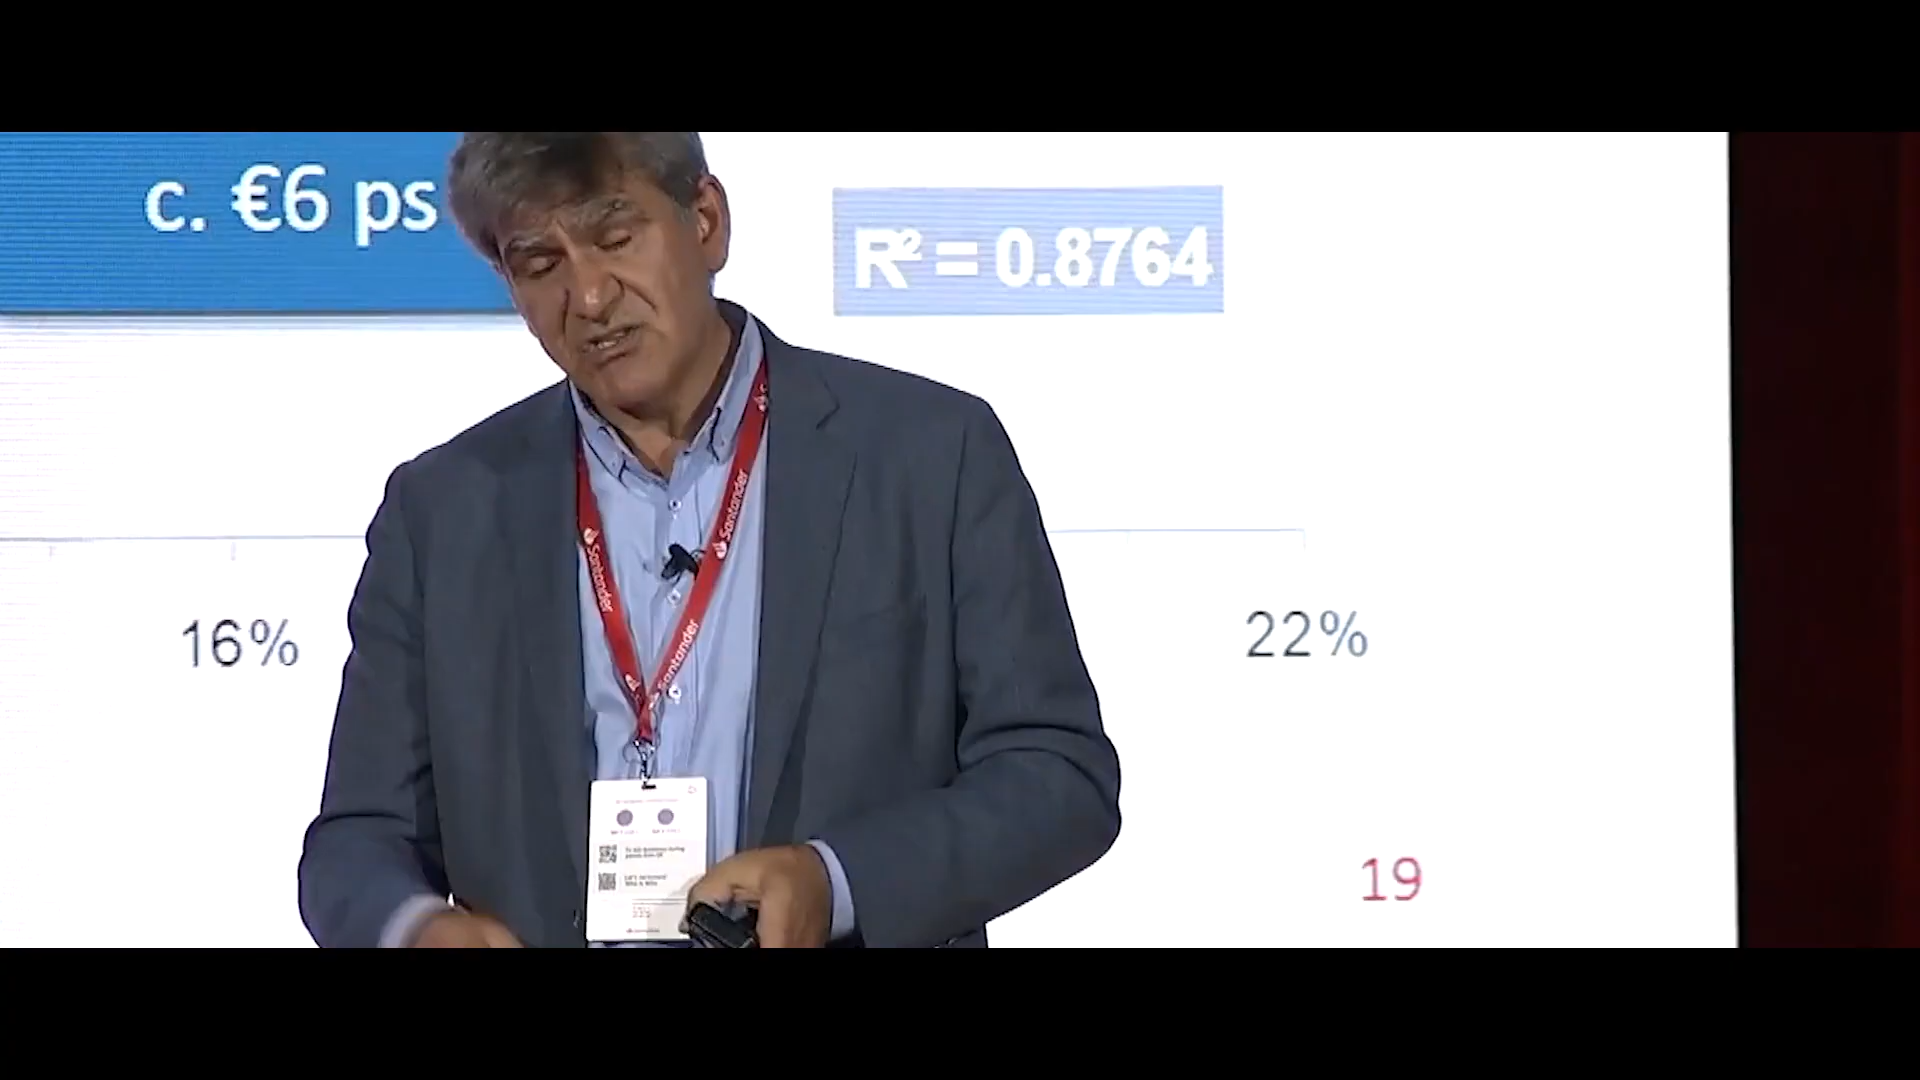 c. €6 ps
R² = 0.8764
16%
22%
Santander
Santander
Santander
19